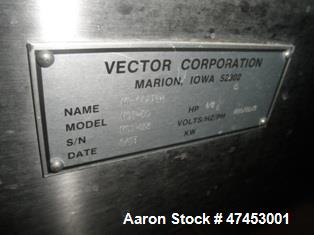 VECTOR CORPORATION
MARION, IOWA 52302
NAME HP
MODEL VOLTS/HZ/PH
S/N KW
DATE
Aaron Stock # 47453001